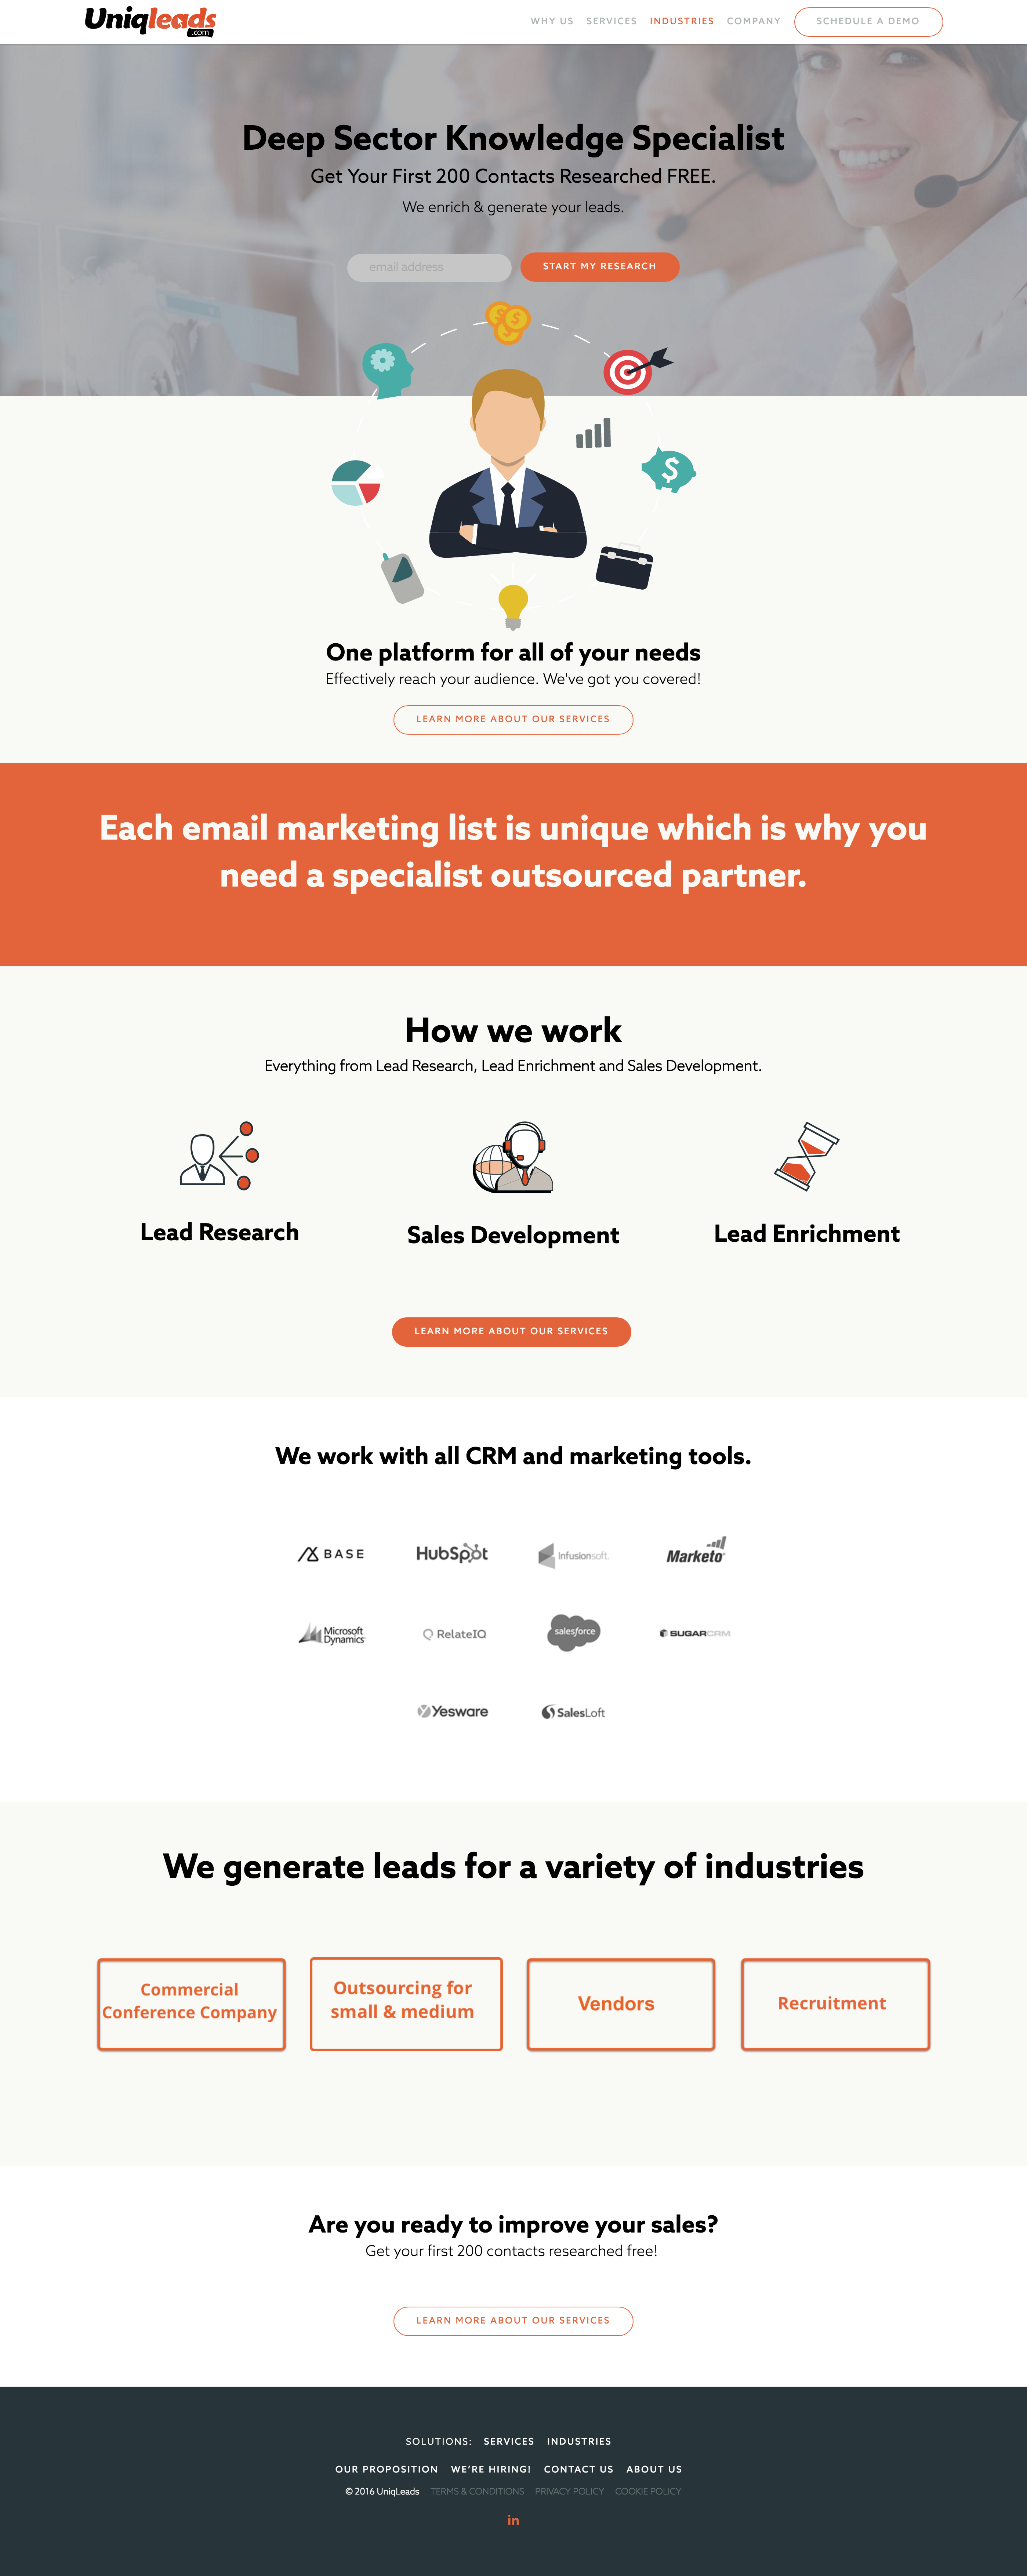 Uniqleads
.com
WHY US SERVICES INDUSTRIES COMPANY SCHEDULE A DEMO
Deep Sector Knowledge Specialist
Get Your First 200 Contacts Researched FREE.
We enrich & generate your leads.
email address START MY RESEARCH
One platform for all of your needs
Effectively reach your audience. We've got you covered!
LEARN MORE ABOUT OUR SERVICES
Each email marketing list is unique which is why you
need a specialist outsourced partner.
How we work
Everything from Lead Research, Lead Enrichment and Sales Development.
Lead Research
Sales Development
Lead Enrichment
LEARN MORE ABOUT OUR SERVICES
We work with all CRM and marketing tools.
BASE HubSpot Infusionsoft. Marketo
Microsoft
Dynamics RelateIQ salesforce SUGARCRM
Yesware SalesLoft
We generate leads for a variety of industries
Commercial
Conference Company
Outsourcing for
small & medium
Vendors
Recruitment
Are you ready to improve your sales?
Get your first 200 contacts researched free!
LEARN MORE ABOUT OUR SERVICES
SOLUTIONS: SERVICES INDUSTRIES
OUR PROPOSITION WE'RE HIRING! CONTACT US ABOUT US
© 2016 UniqLeads TERMS & CONDITIONS PRIVACY POLICY COOKIE POLICY
in